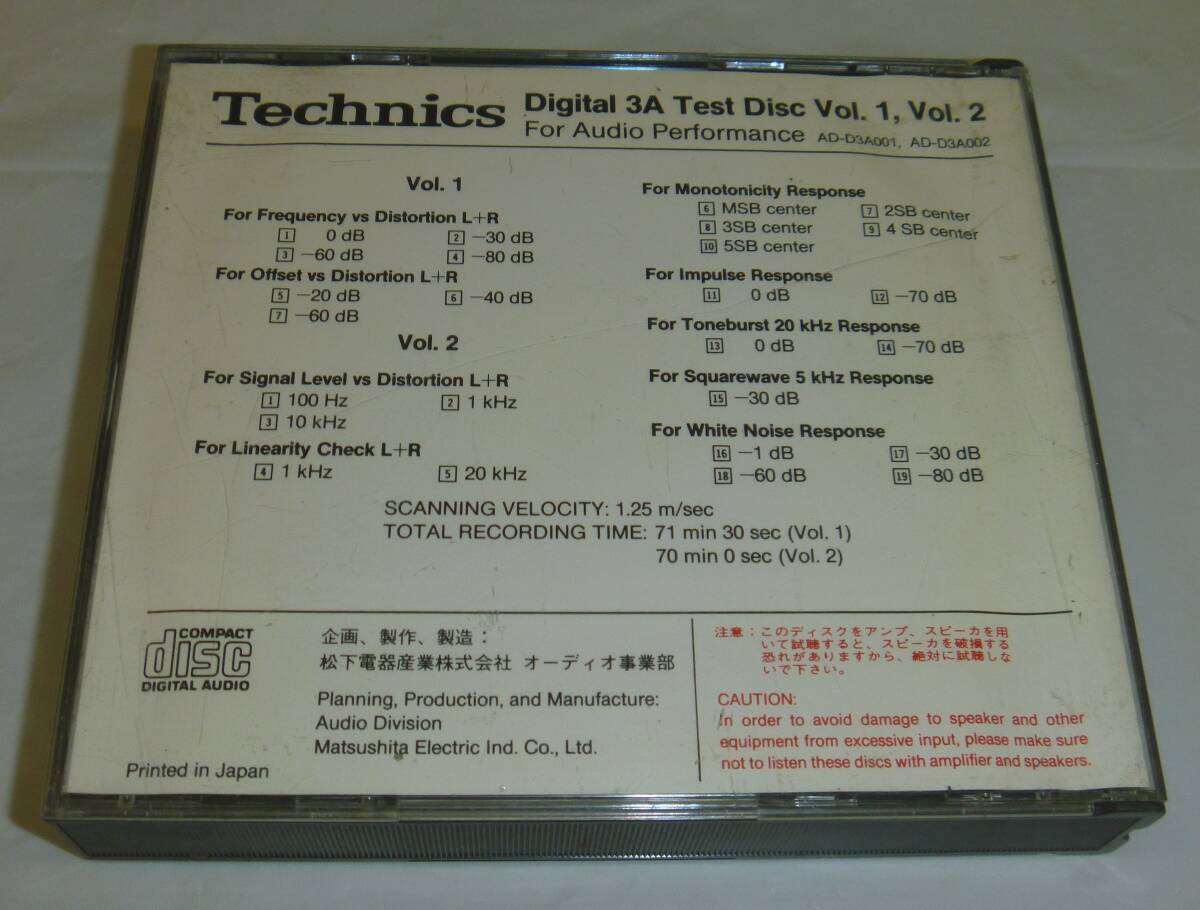 Technics
Digital 3A Test Disc Vol. 1, Vol. 2
For Audio Performance AD-D3A001, AD-D3A002
Vol. 1
For Frequency vs Distortion L+R
1 0 dB 2 −30 dB
3 −60 dB 4 −80 dB
For Offset vs Distortion L+R
5 −20 dB 6 −40 dB
7 −60 dB
Vol. 2
For Signal Level vs Distortion L+R
1 100 Hz 2 1 kHz
3 10 kHz
For Linearity Check L+R
4 1 kHz 5 20 kHz
For Monotonicity Response
6 MSB center 7 2SB center
8 3SB center 9 4 SB center
10 5SB center
For Impulse Response
11 0 dB 12 −70 dB
For Toneburst 20 kHz Response
13 0 dB 14 −70 dB
For Squarewave 5 kHz Response
15 −30 dB
For White Noise Response
16 −1 dB 17 −30 dB
18 −60 dB 19 −80 dB
SCANNING VELOCITY: 1.25 m/sec
TOTAL RECORDING TIME: 71 min 30 sec (Vol. 1)
70 min 0 sec (Vol. 2)
COMPACT
disc
DIGITAL AUDIO
Printed in Japan
企画、製作、製造：
松下電器産業株式会社 オーディオ事業部
Planning, Production, and Manufacture:
Audio Division
Matsushita Electric Ind. Co., Ltd.
注意：このディスクをアンプ、スピーカを用
いて試聴すると、スピーカを破損する
恐れがありますから、絶対に試聴しな
いで下さい。
CAUTION:
In order to avoid damage to speaker and other
equipment from excessive input, please make sure
not to listen these discs with amplifier and speakers.